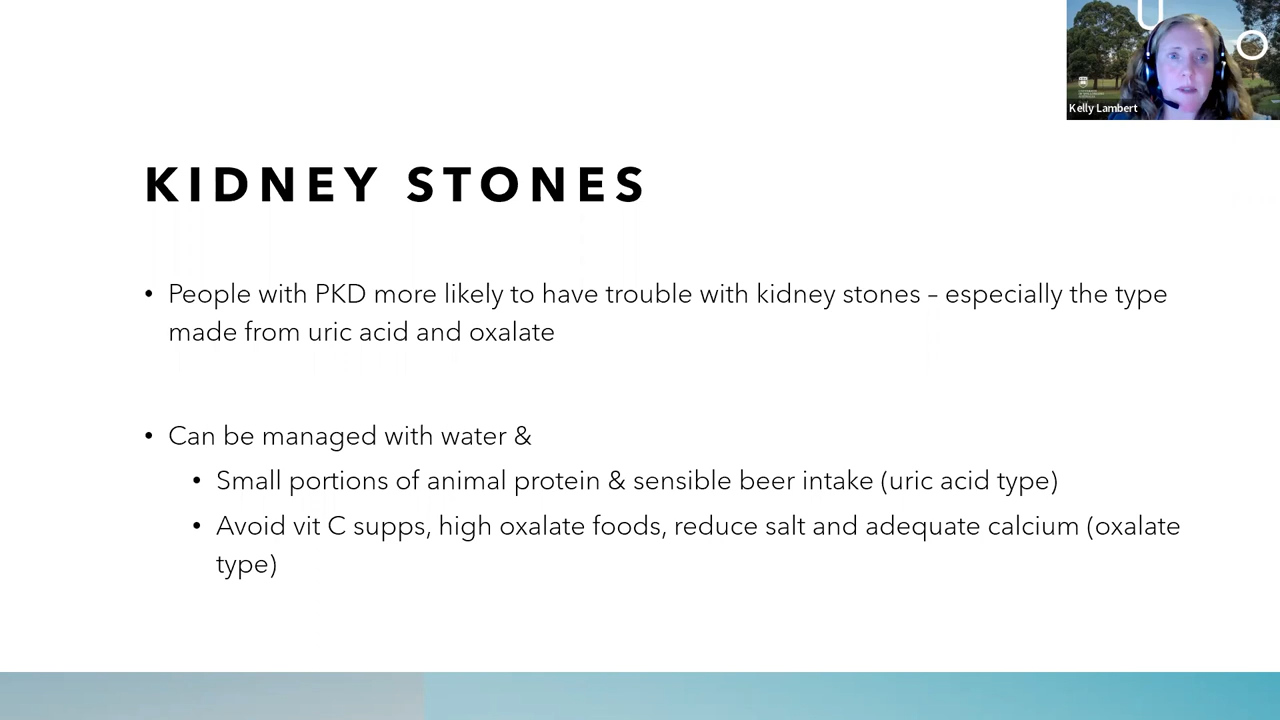 U
O
Kelly Lambert
KIDNEY STONES
• People with PKD more likely to have trouble with kidney stones – especially the type
made from uric acid and oxalate
• Can be managed with water &
• Small portions of animal protein & sensible beer intake (uric acid type)
• Avoid vit C supps, high oxalate foods, reduce salt and adequate calcium (oxalate
type)